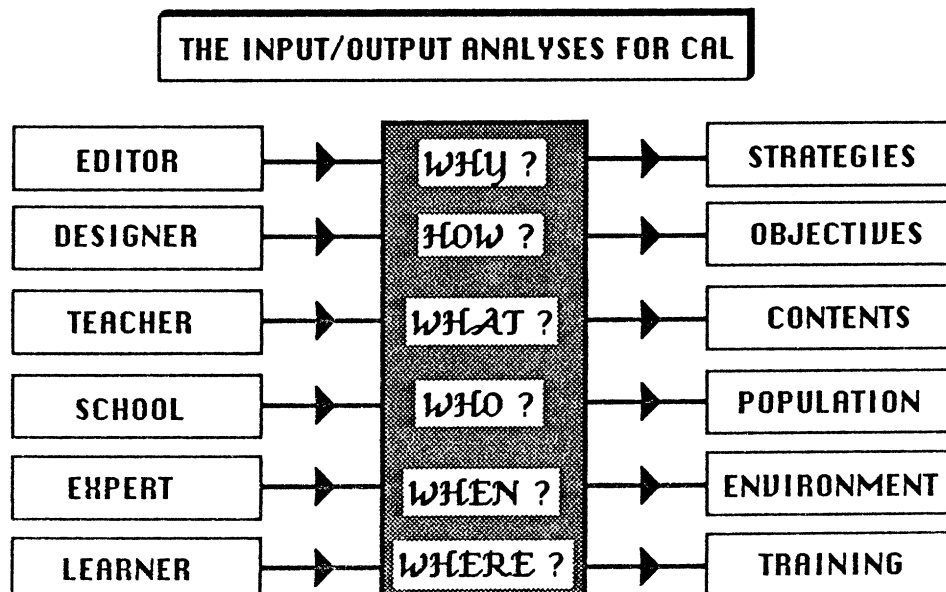 THE INPUT/OUTPUT ANALYSES FOR CAL
EDITOR WHY ? STRATEGIES
DESIGNER HOW ? OBJECTIVES
TEACHER WHAT ? CONTENTS
SCHOOL WHO ? POPULATION
EXPERT WHEN ? ENVIRONMENT
LEARNER WHERE ? TRAINING